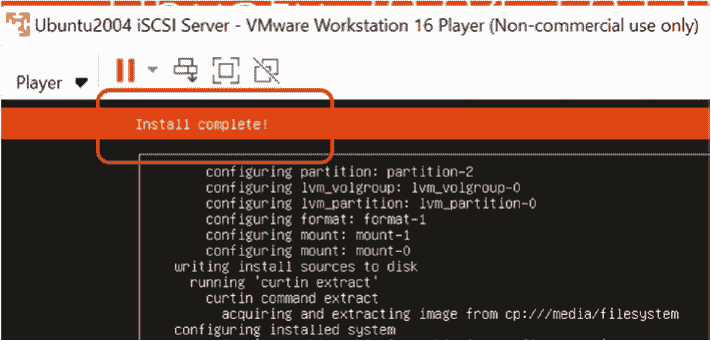 Ubuntu2004 iSCSI Server - VMware Workstation 16 Player (Non-commercial use only)
Player
Install complete!
configuring partition: partition-2
configuring lvm_volgroup: lvm_volgroup-0
configuring lvm_partition: lvm_partition-0
configuring format: format-1
configuring mount: mount-1
configuring mount: mount-0
writing install sources to disk
running 'curtin extract'
curtin command extract
acquiring and extracting image from cp:///media/filesystem
configuring installed system